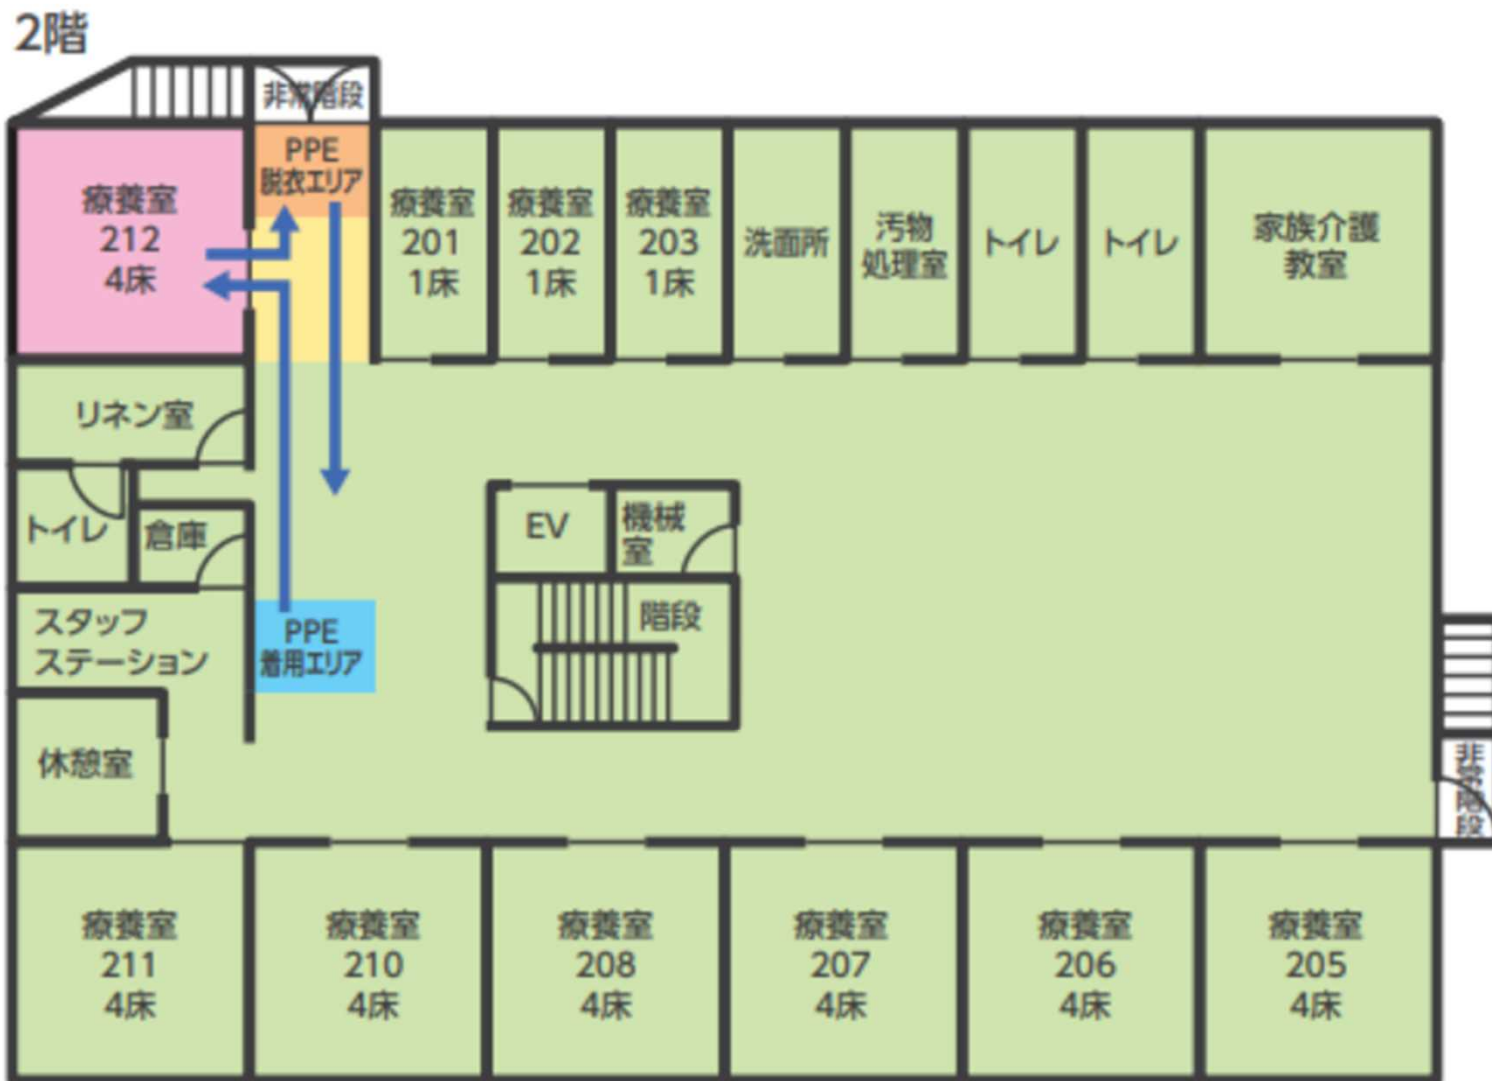 2階
非常階段
PPE
脱衣エリア
療養室
212
4床
療養室
201
1床
療養室
202
1床
療養室
203
1床
洗面所
汚物
処理室
トイレ
トイレ
家族介護
教室
リネン室
トイレ
倉庫
EV
機械
室
階段
スタッフ
ステーション
PPE
着用エリア
休憩室
非常階段
療養室
211
4床
療養室
210
4床
療養室
208
4床
療養室
207
4床
療養室
206
4床
療養室
205
4床